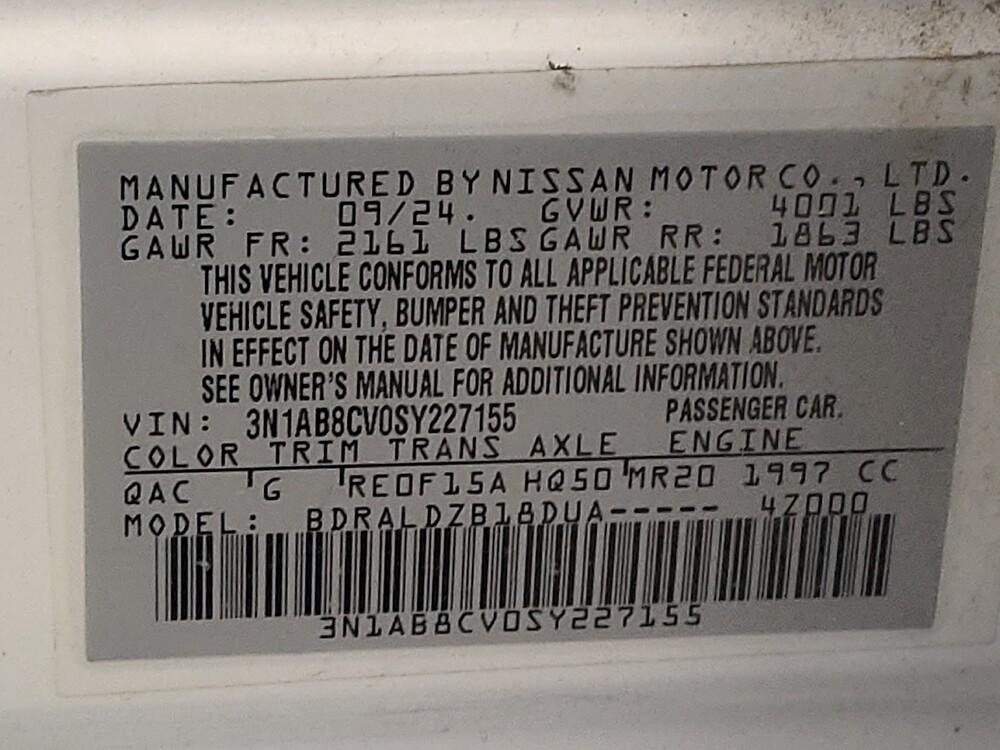 MANUFACTURED BY NISSAN MOTOR CO., LTD.
DATE: 09/24. GVWR: 4001 LBS
GAWR FR: 2161 LBS GAWR RR: 1863 LBS
THIS VEHICLE CONFORMS TO ALL APPLICABLE FEDERAL MOTOR
VEHICLE SAFETY, BUMPER AND THEFT PREVENTION STANDARDS
IN EFFECT ON THE DATE OF MANUFACTURE SHOWN ABOVE.
SEE OWNER'S MANUAL FOR ADDITIONAL INFORMATION.
VIN: 3N1AB8CV0SY227155 PASSENGER CAR.
COLOR TRIM TRANS AXLE ENGINE
QAC G RE0F15A HQ50 MR20 1997 CC
MODEL: BDRALDZB18DUA----- 4Z000
3N1AB8CV0SY227155